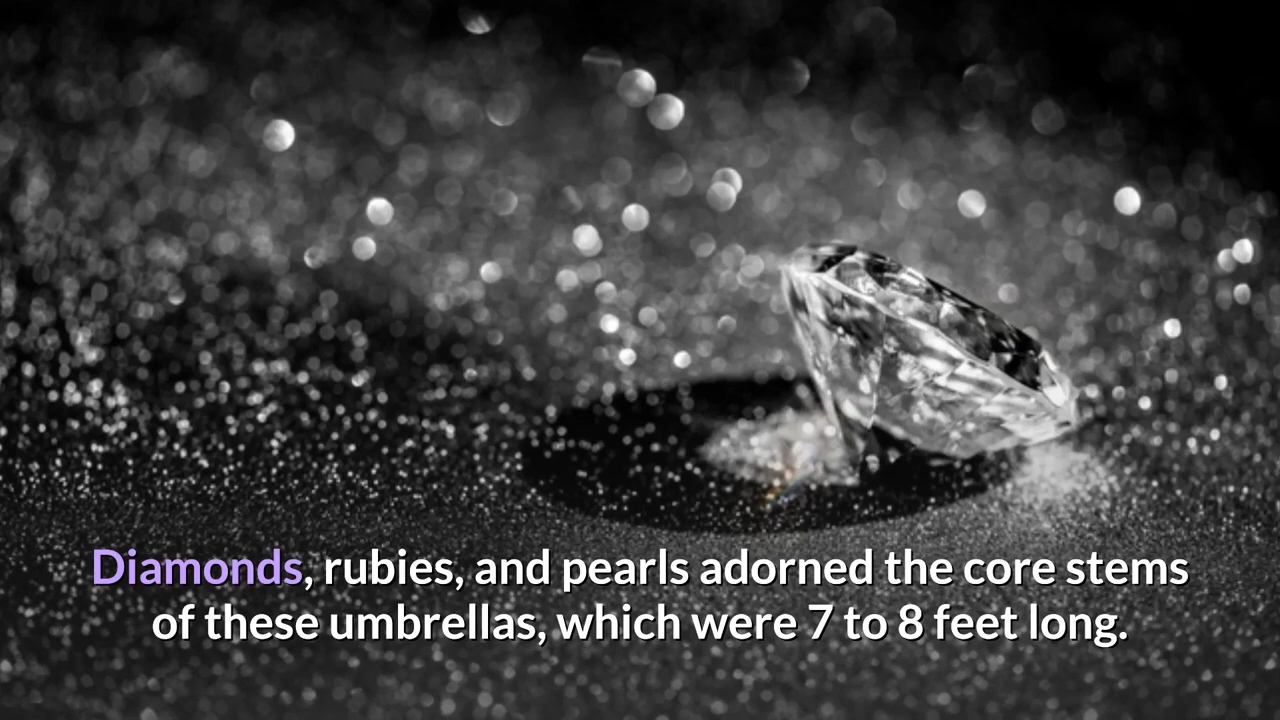 Diamonds, rubies, and pearls adorned the core stems
of these umbrellas, which were 7 to 8 feet long.